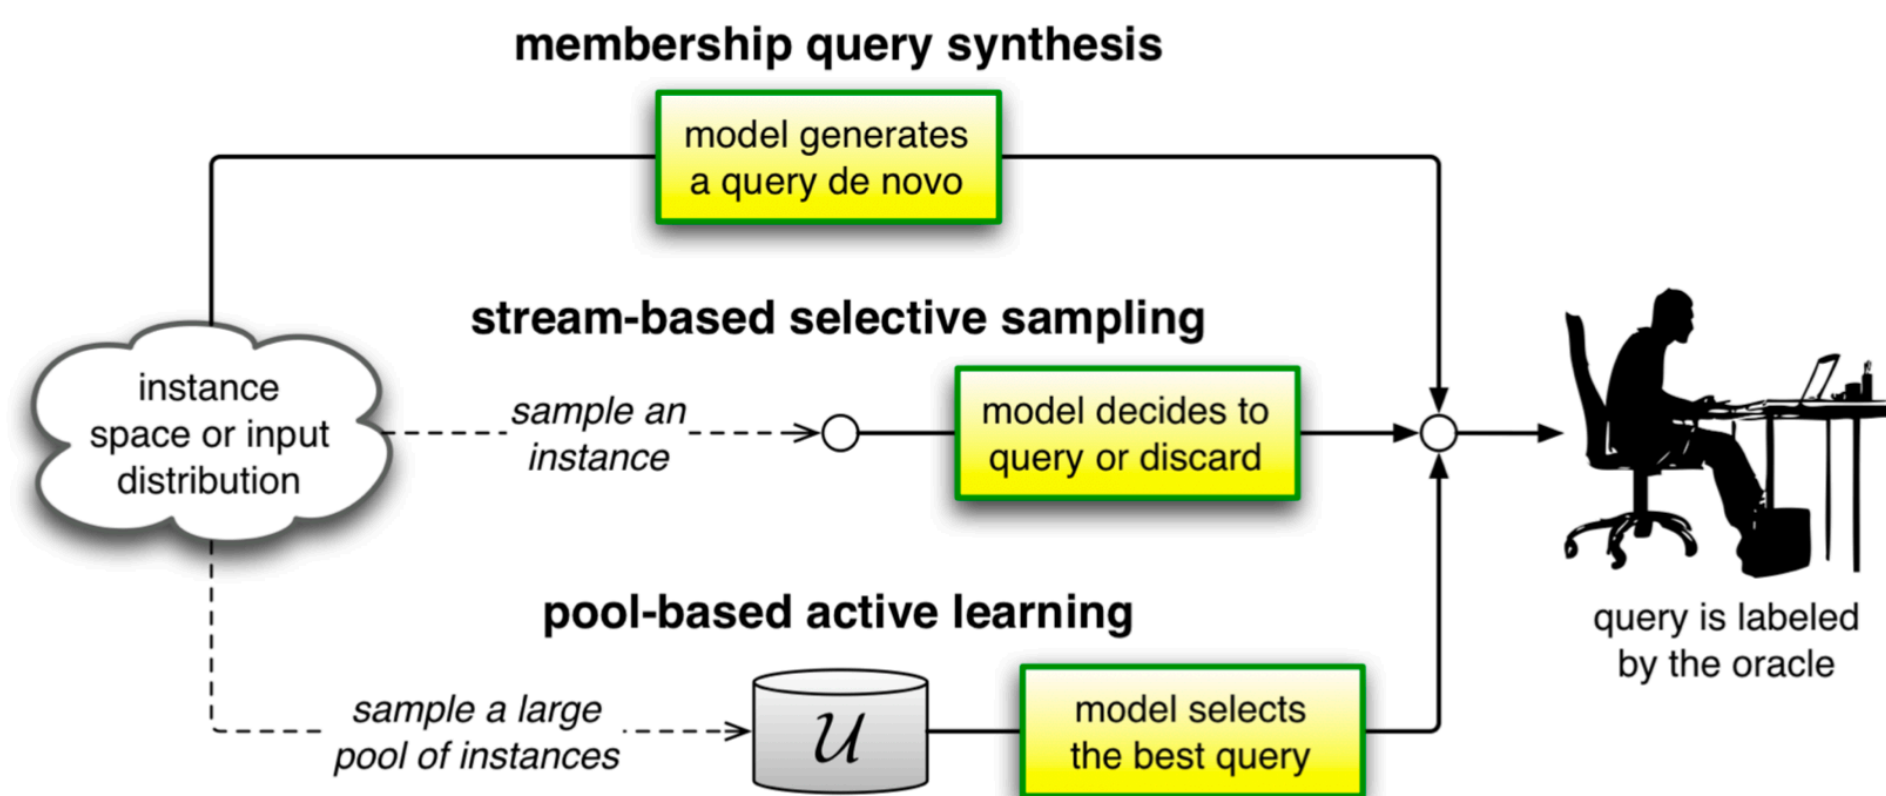 membership query synthesis
model generates
a query de novo
stream-based selective sampling
instance
space or input
distribution
sample an
instance
model decides to
query or discard
pool-based active learning
query is labeled
by the oracle
sample a large
pool of instances
𝒰
model selects
the best query